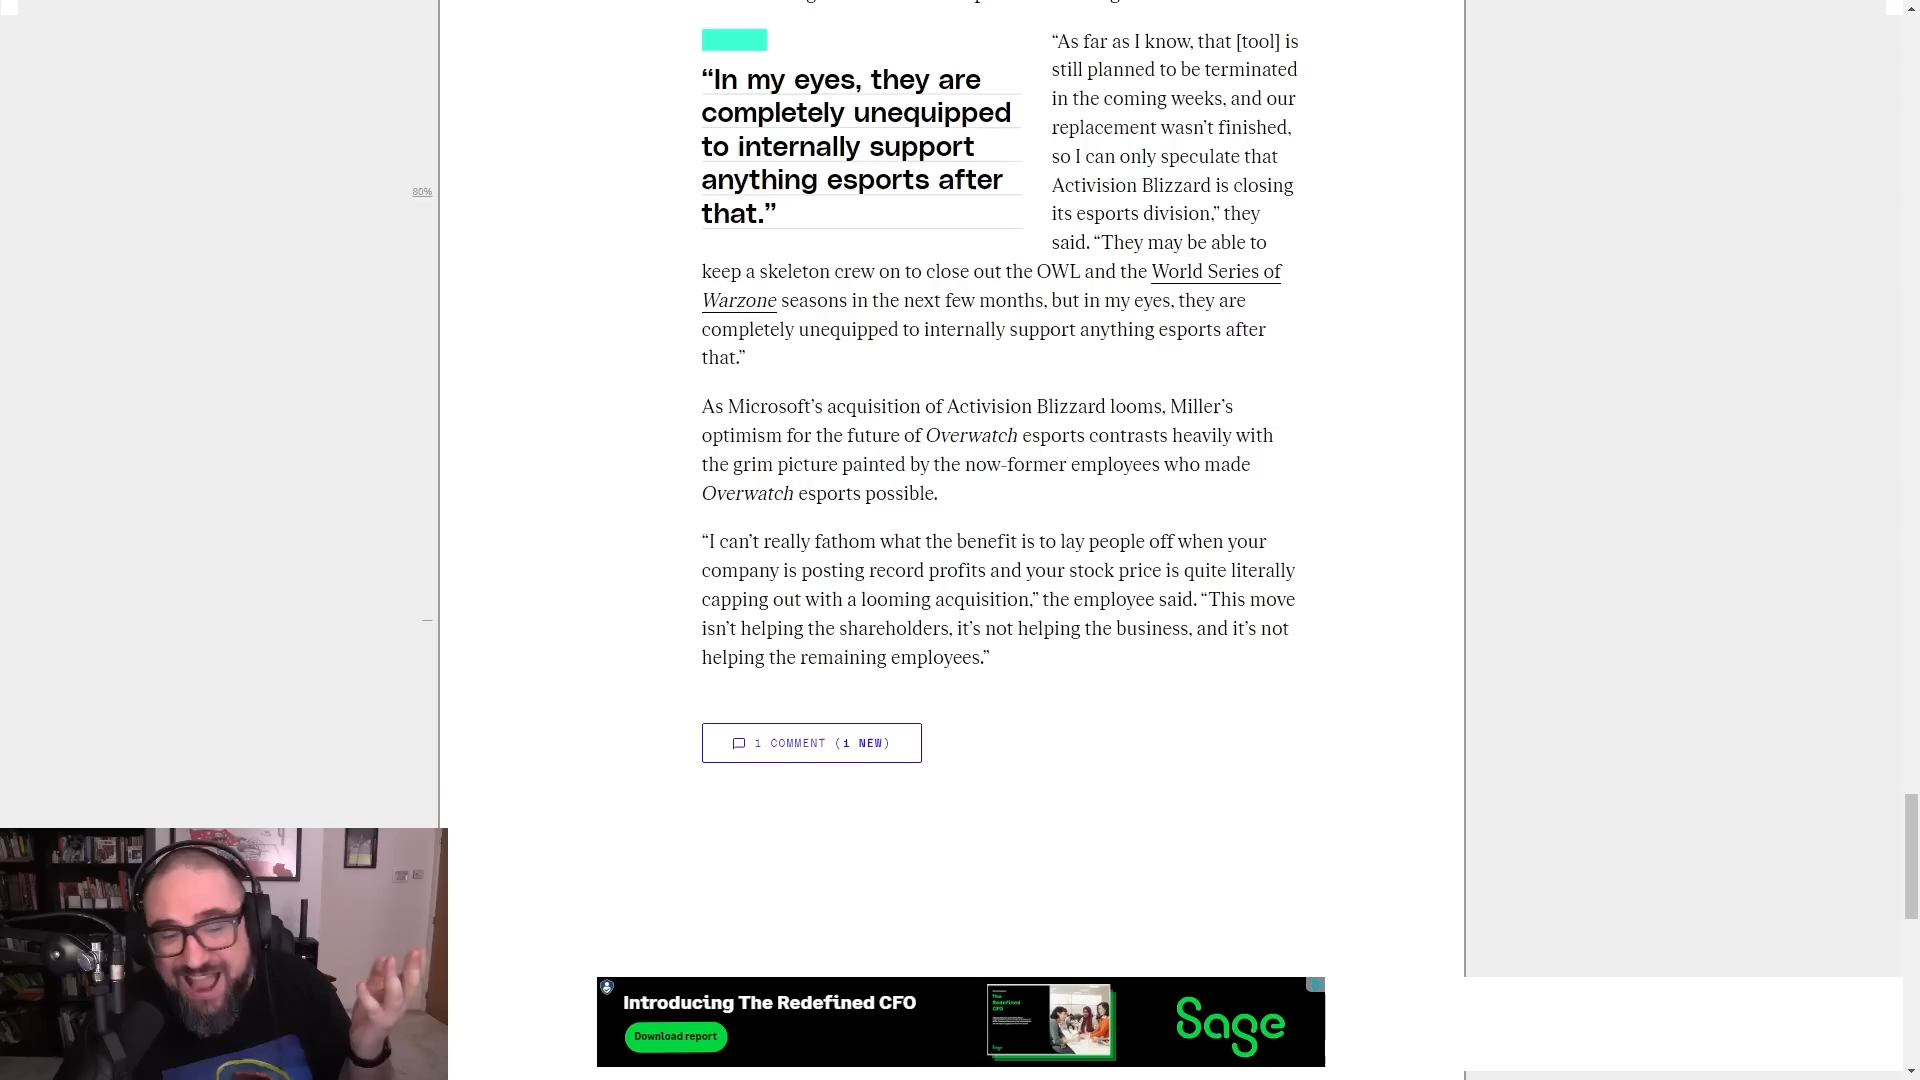 “In my eyes, they are
completely unequipped
to internally support
anything esports after
that.”
“As far as I know, that [tool] is
still planned to be terminated
in the coming weeks, and our
replacement wasn’t finished,
so I can only speculate that
Activision Blizzard is closing
its esports division,” they
said. “They may be able to
keep a skeleton crew on to close out the OWL and the World Series of
Warzone seasons in the next few months, but in my eyes, they are
completely unequipped to internally support anything esports after
that.”
80%
As Microsoft’s acquisition of Activision Blizzard looms, Miller’s
optimism for the future of Overwatch esports contrasts heavily with
the grim picture painted by the now-former employees who made
Overwatch esports possible.
“I can’t really fathom what the benefit is to lay people off when your
company is posting record profits and your stock price is quite literally
capping out with a looming acquisition,” the employee said. “This move
isn’t helping the shareholders, it’s not helping the business, and it’s not
helping the remaining employees.”
1 COMMENT (1 NEW)
Introducing The Redefined CFO
Download report
The
Redefined
CFO
Sage